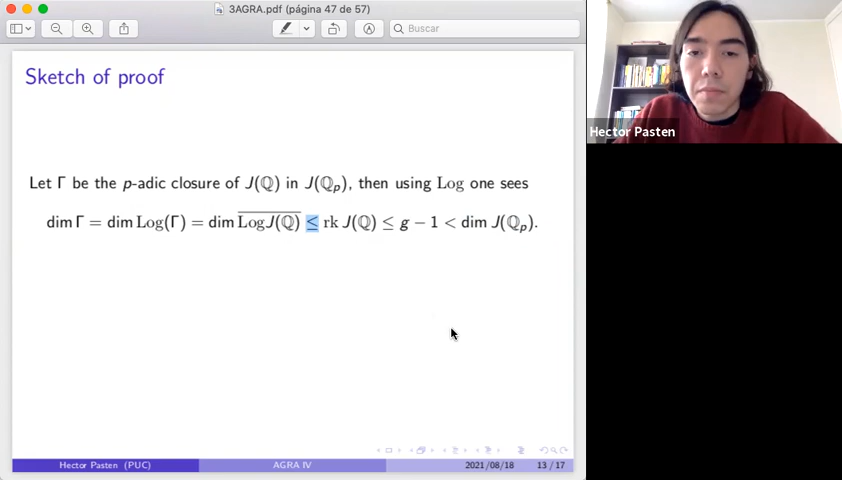 3AGRA.pdf (página 47 de 57)
Buscar
Sketch of proof
Let Γ be the p-adic closure of J(ℚ) in J(ℚₚ), then using Log one sees
dim Γ = dim Log(Γ) = dim \overline{Log J(ℚ)} ≤ rk J(ℚ) ≤ g − 1 < dim J(ℚₚ).
Hector Pasten (PUC) AGRA IV 2021/08/18 13 / 17
Hector Pasten